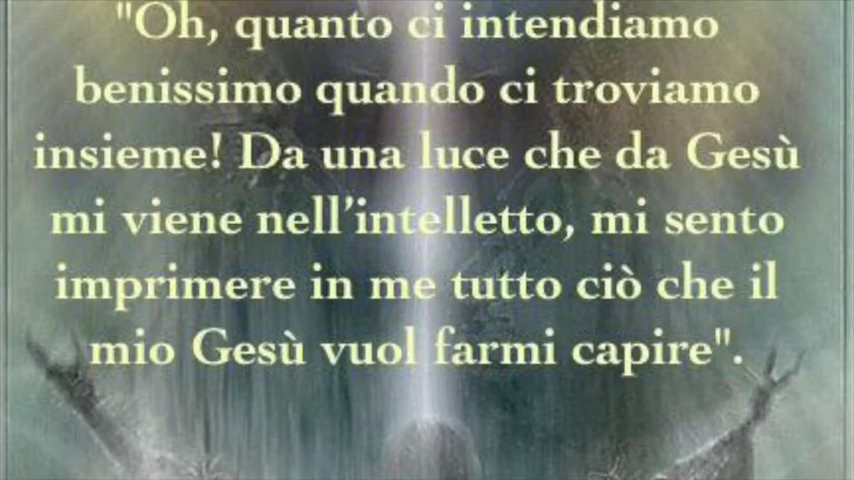 "Oh, quanto ci intendiamo
benissimo quando ci troviamo
insieme! Da una luce che da Gesù
mi viene nell’intelletto, mi sento
imprimere in me tutto ciò che il
mio Gesù vuol farmi capire".